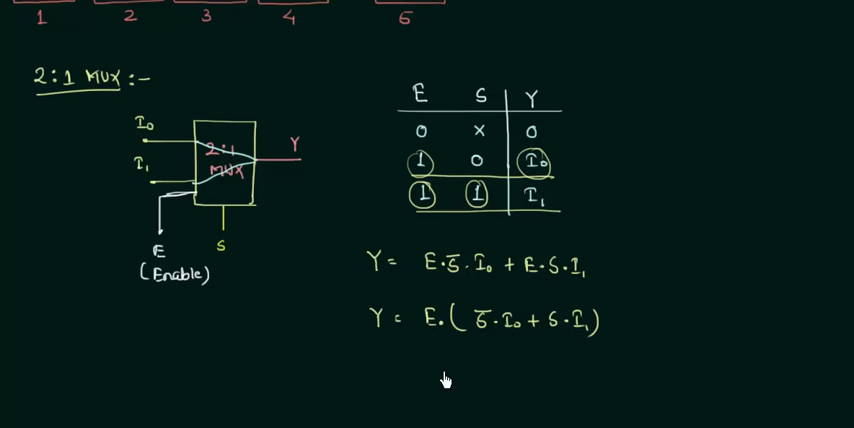 1 2 3 4 5
2:1 MUX :-
I₀
I₁
2:1
MUX
Y
E
(Enable)
S
E S Y
0 x 0
1 0 I₀
1 1 I₁
Y = E·S̅·I₀ + E·S·I₁
Y = E.( S̅·I₀ + S·I₁)